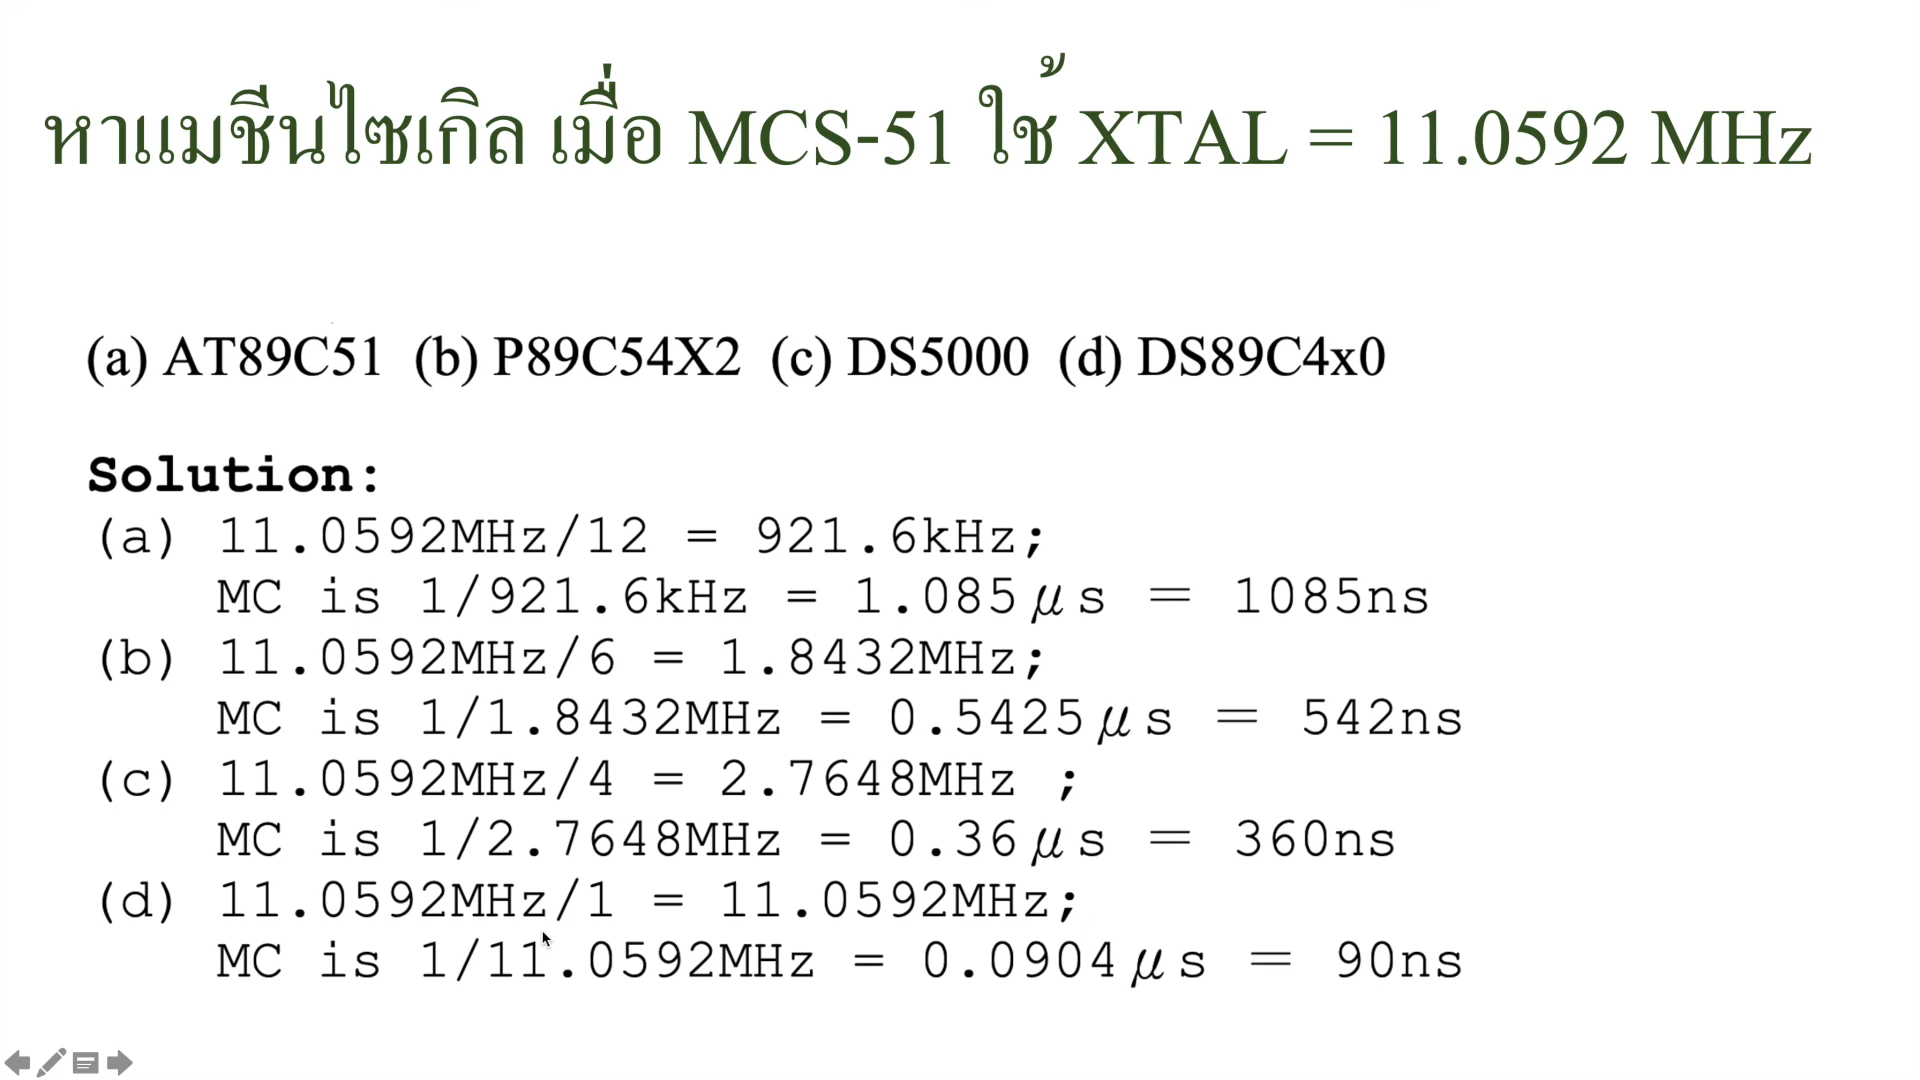 หาแมชีนไซเกิล เมื่อ MCS-51 ใช้ XTAL = 11.0592 MHz
(a) AT89C51 (b) P89C54X2 (c) DS5000 (d) DS89C4x0
Solution:
(a) 11.0592MHz/12 = 921.6kHz;
MC is 1/921.6kHz = 1.085μs = 1085ns
(b) 11.0592MHz/6 = 1.8432MHz;
MC is 1/1.8432MHz = 0.5425μs = 542ns
(c) 11.0592MHz/4 = 2.7648MHz ;
MC is 1/2.7648MHz = 0.36μs = 360ns
(d) 11.0592MHz/1 = 11.0592MHz;
MC is 1/11.0592MHz = 0.0904μs = 90ns